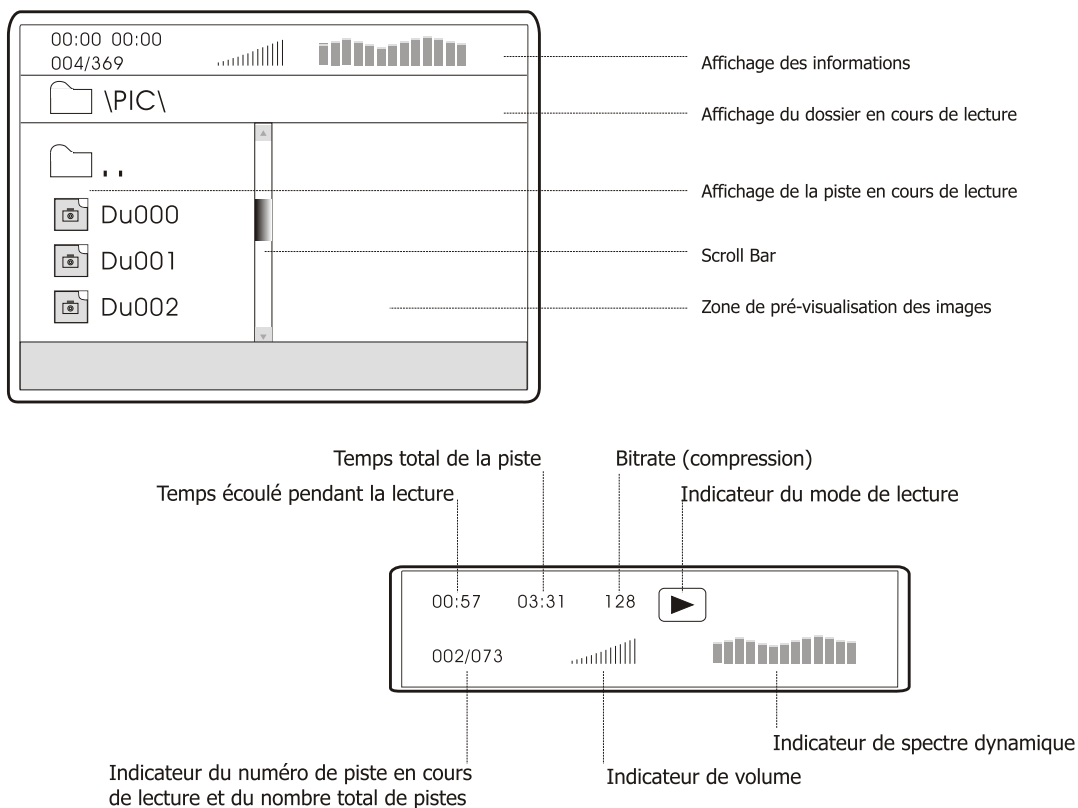 00:00 00:00
004/369
Affichage des informations
\PIC\
Affichage du dossier en cours de lecture
. .
Affichage de la piste en cours de lecture
Du000
Du001
Scroll Bar
Du002
Zone de pré-visualisation des images
Temps total de la piste
Bitrate (compression)
Temps écoulé pendant la lecture
Indicateur du mode de lecture
00:57 03:31 128
002/073
Indicateur de spectre dynamique
Indicateur du numéro de piste en cours
de lecture et du nombre total de pistes
Indicateur de volume